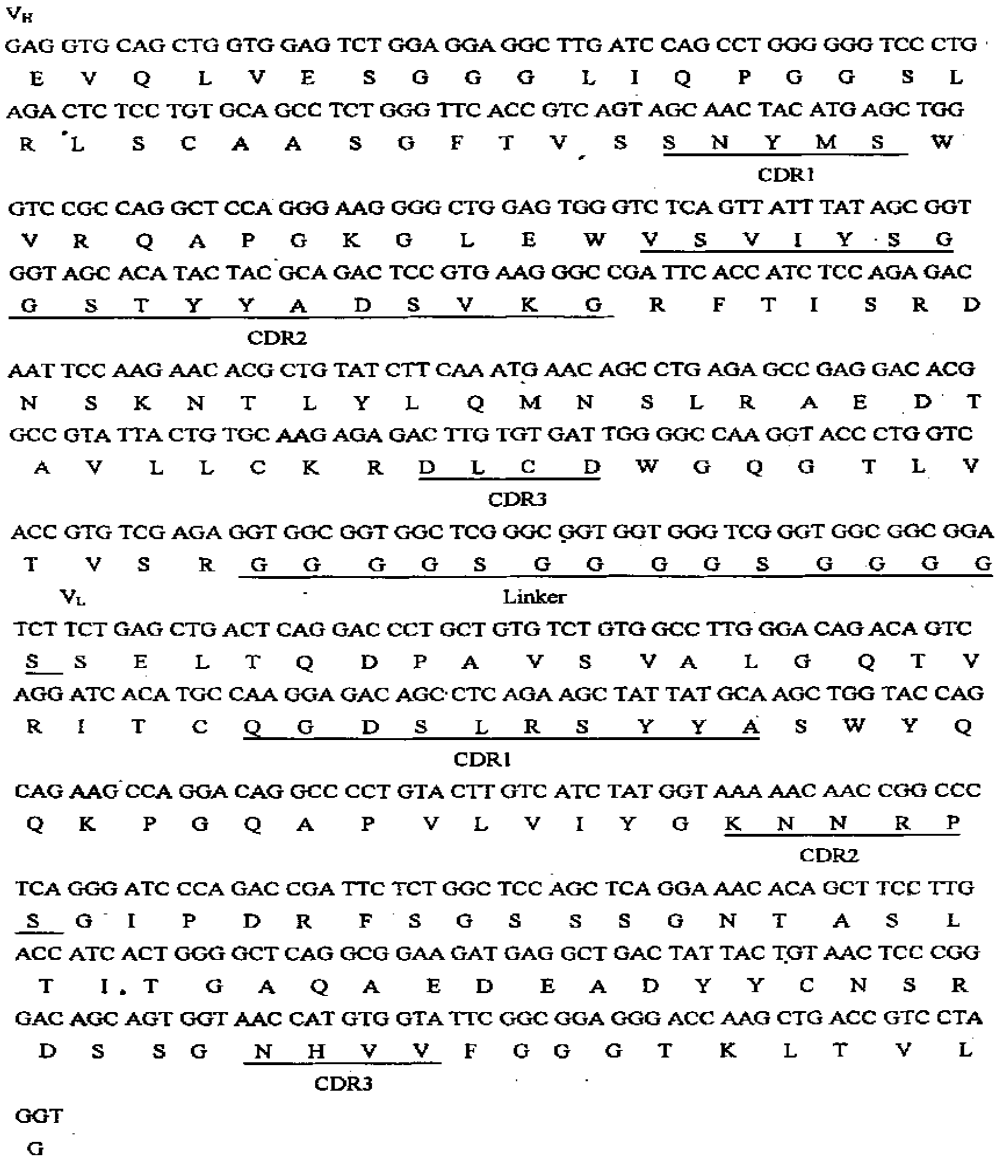 VH
GAG GTG CAG CTG GTG GAG TCT GGA GGA GGC TTG ATC CAG CCT GGG GGG TCC CTG
E V Q L V E S G G G L I Q P G G S L
AGA CTC TCC TGT GCA GCC TCT GGG TTC ACC GTC AGT AGC AAC TAC ATG AGC TGG
R L S C A A S G F T V S S N Y M S W
CDR1
GTC CGC CAG GCT CCA GGG AAG GGG CTG GAG TGG GTC TCA GTT ATT TAT AGC GGT
V R Q A P G K G L E W V S V I Y S G
GGT AGC ACA TAC TAC GCA GAC TCC GTG AAG GGC CGA TTC ACC ATC TCC AGA GAC
G S T Y Y A D S V K G R F T I S R D
CDR2
AAT TCC AAG AAC ACG CTG TAT CTT CAA ATG AAC AGC CTG AGA GCC GAG GAC ACG
N S K N T L Y L Q M N S L R A E D T
GCC GTA TTA CTG TGC AAG AGA GAC TTG TGT GAT TGG GGC CAA GGT ACC CTG GTC
A V L L C K R D L C D W G Q G T L V
CDR3
ACC GTG TCG AGA GGT GGC GGT GGC TCG GGC GGT GGT GGG TCG GGT GGC GGC GGA
T V S R G G G G S G G G G S G G G G
VL Linker
TCT TCT GAG CTG ACT CAG GAC CCT GCT GTG TCT GTG GCC TTG GGA CAG ACA GTC
S S E L T Q D P A V S V A L G Q T V
AGG ATC ACA TGC CAA GGA GAC AGC CTC AGA AGC TAT TAT GCA AGC TGG TAC CAG
R I T C Q G D S L R S Y Y A S W Y Q
CDR1
CAG AAG CCA GGA CAG GCC CCT GTA CTT GTC ATC TAT GGT AAA AAC AAC CGG CCC
Q K P G Q A P V L V I Y G K N N R P
CDR2
TCA GGG ATC CCA GAC CGA TTC TCT GGC TCC AGC TCA GGA AAC ACA GCT TCC TTG
S G I P D R F S G S S S G N T A S L
ACC ATC ACT GGG GCT CAG GCG GAA GAT GAG GCT GAC TAT TAC TGT AAC TCC CGG
T I T G A Q A E D E A D Y Y C N S R
GAC AGC AGT GGT AAC CAT GTG GTA TTC GGC GGA GGG ACC AAG CTG ACC GTC CTA
D S S G N H V V F G G G T K L T V L
CDR3
GGT
G